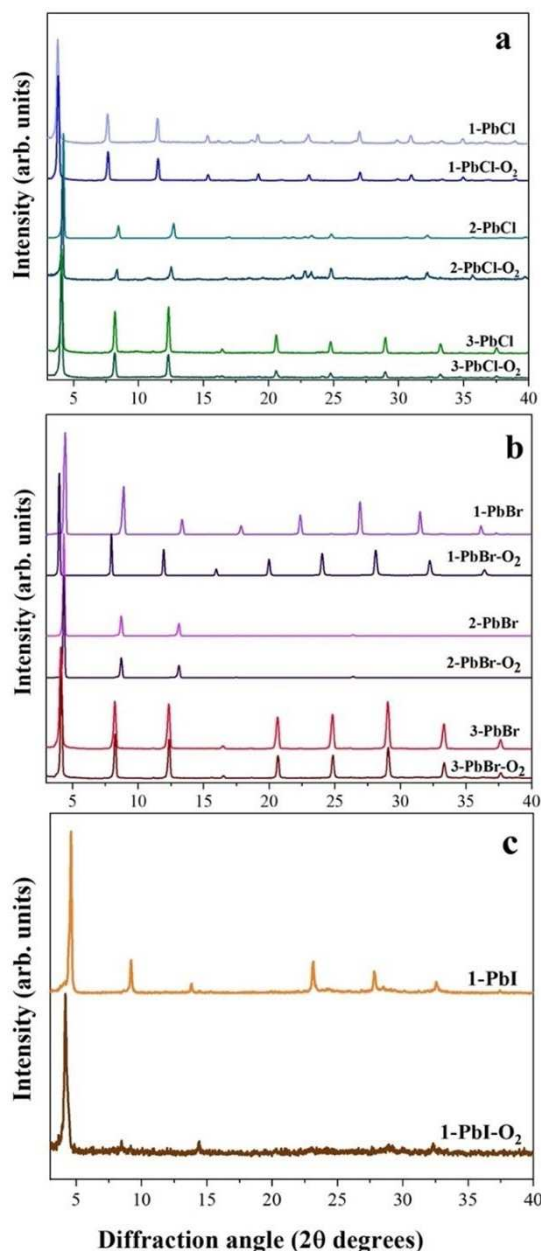 a
Intensity (arb. units)
1-PbCl
1-PbCl-O₂
2-PbCl
2-PbCl-O₂
3-PbCl
3-PbCl-O₂
5 10 15 20 25 30 35 40
b
Intensity (arb. units)
1-PbBr
1-PbBr-O₂
2-PbBr
2-PbBr-O₂
3-PbBr
3-PbBr-O₂
5 10 15 20 25 30 35 40
c
Intensity (arb. units)
1-PbI
1-PbI-O₂
5 10 15 20 25 30 35 40
Diffraction angle (2θ degrees)